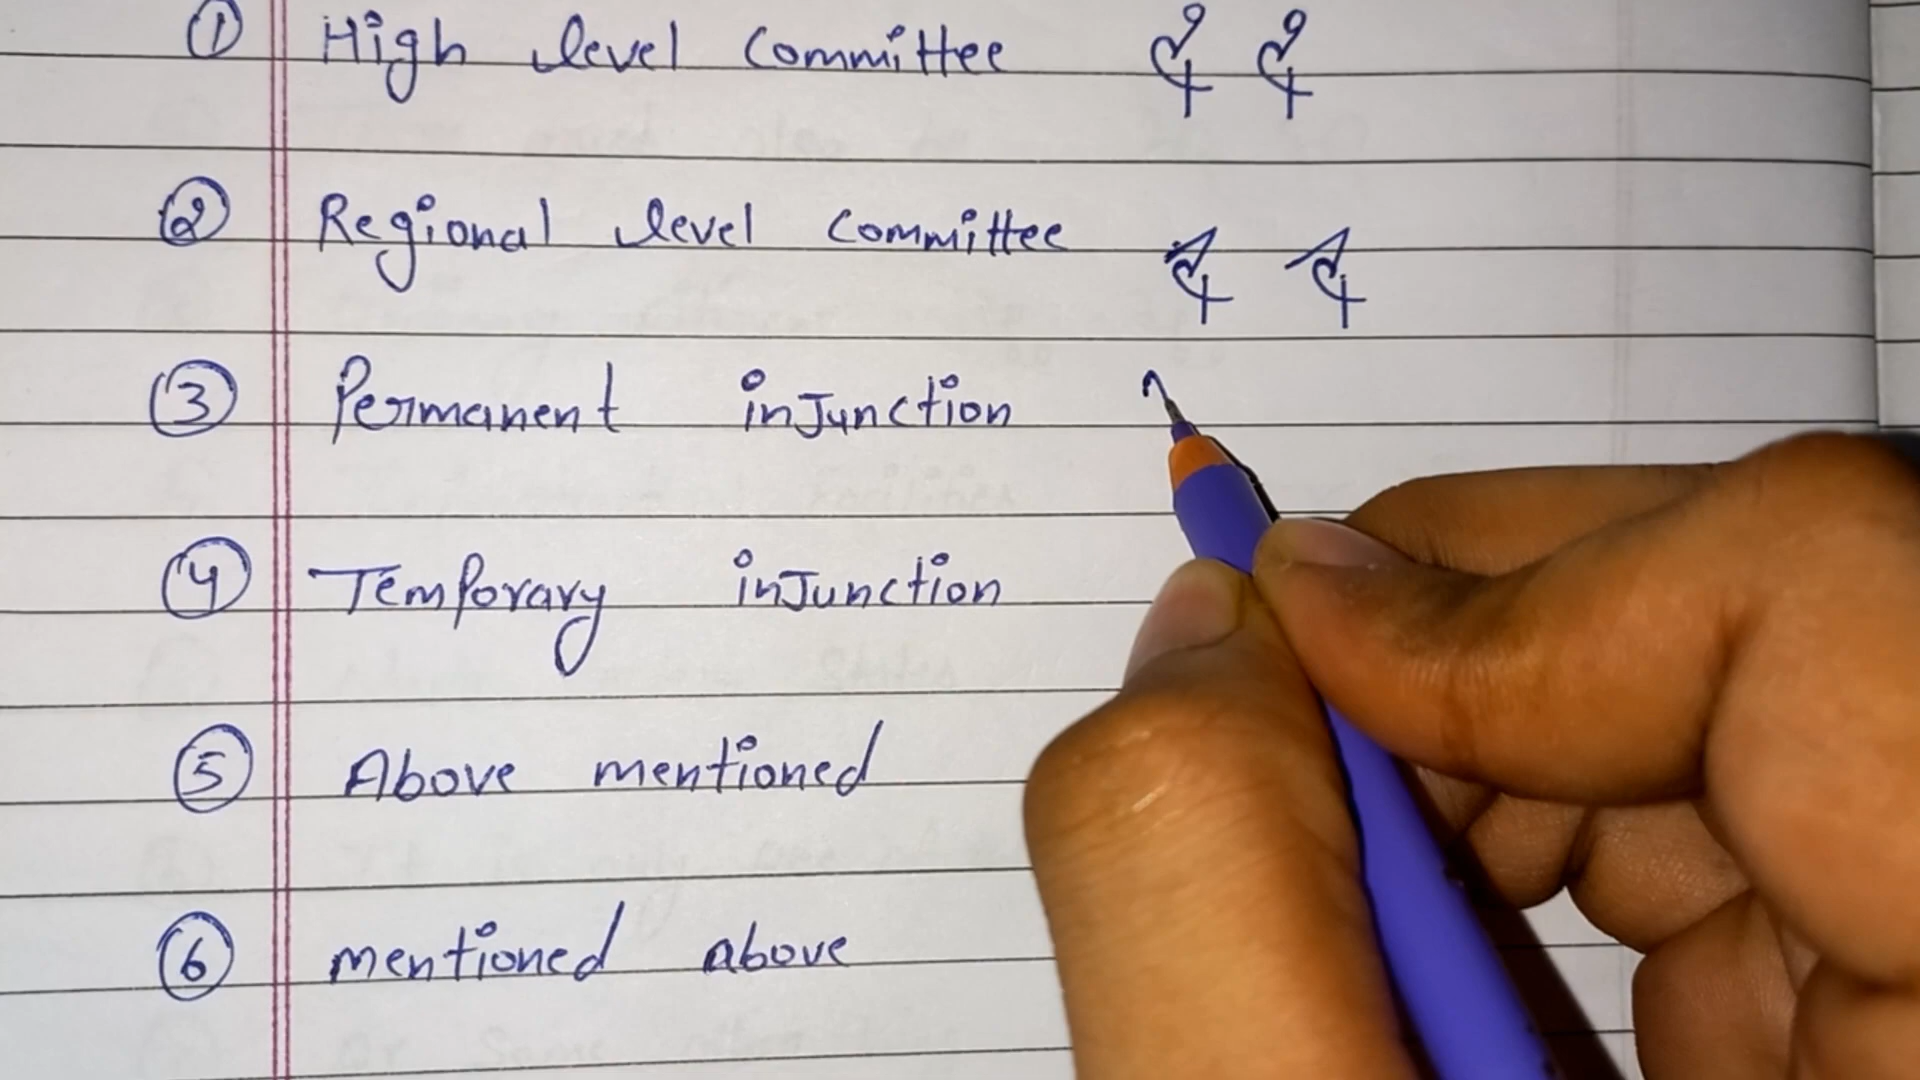 ① High level Committee
② Regional level Committee
③ Permanent inJunction
④ Temporary inJunction
⑤ Above mentioned
⑥ mentioned above